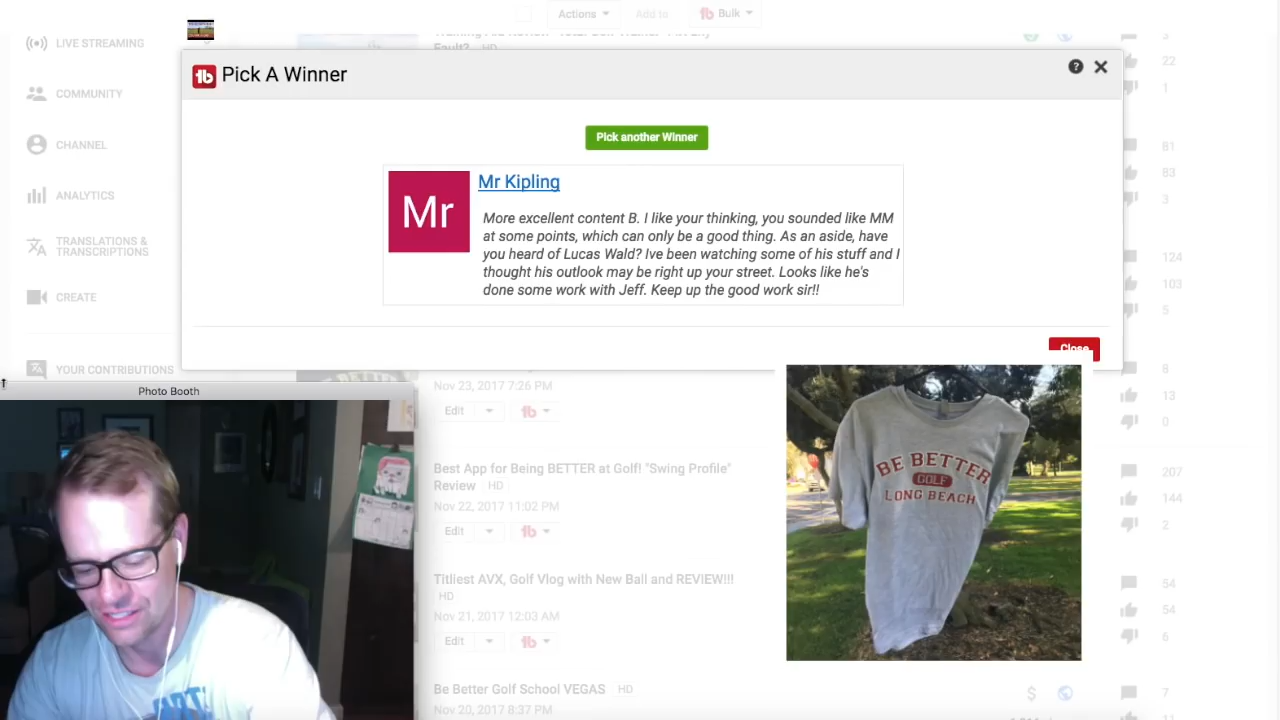 Actions
Add to
Bulk
LIVE STREAMING
COMMUNITY
CHANNEL
ANALYTICS
TRANSLATIONS &
TRANSCRIPTIONS
CREATE
YOUR CONTRIBUTIONS
Fault? HD
3
22
1
Pick A Winner
Pick another Winner
Mr
Mr Kipling
More excellent content B. I like your thinking, you sounded like MM
at some points, which can only be a good thing. As an aside, have
you heard of Lucas Wald? Ive been watching some of his stuff and I
thought his outlook may be right up your street. Looks like he's
done some work with Jeff. Keep up the good work sir!!
Close
81
83
3
124
103
5
Photo Booth
Nov 23, 2017 7:26 PM
Edit
8
13
0
Best App for Being BETTER at Golf! "Swing Profile"
Review HD
Nov 22, 2017 11:02 PM
Edit
207
144
2
Titliest AVX, Golf Vlog with New Ball and REVIEW!!!
HD
Nov 21, 2017 12:03 AM
Edit
54
54
6
Be Better Golf School VEGAS HD
Nov 20, 2017 8:37 PM
$
7
11
BE BETTER
GOLF
LONG BEACH